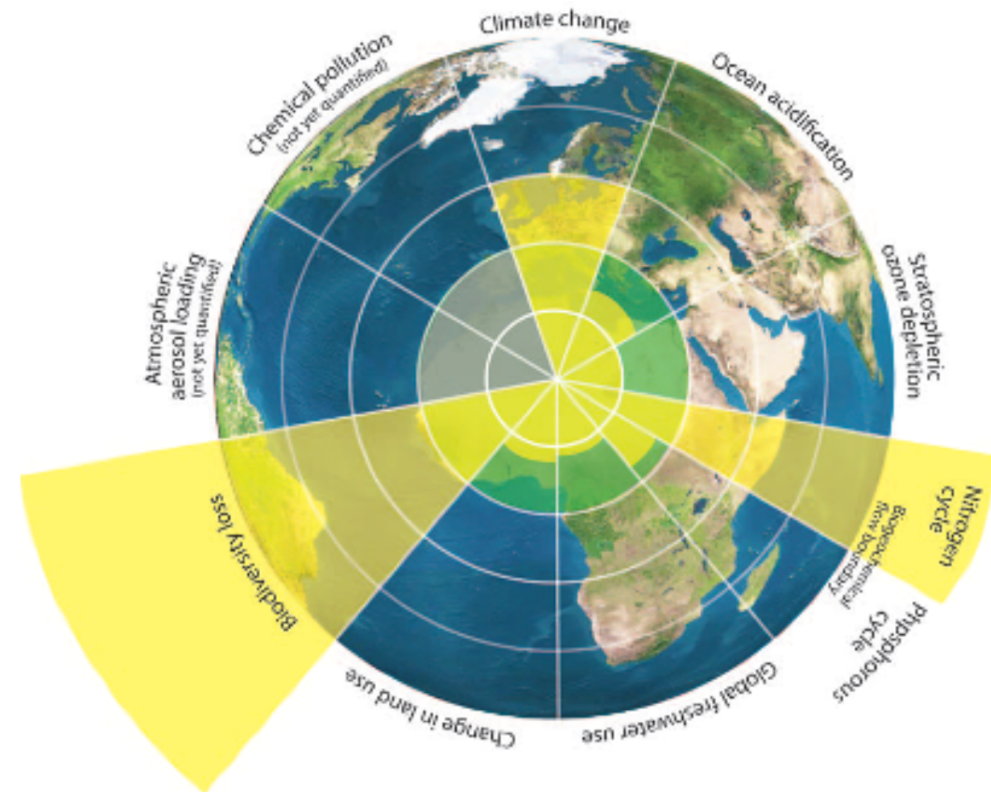 Climate change
Ocean acidification
Stratospheric
ozone depletion
Nitrogen
cycle
Biogeochemical
flow boundary
Phpsphorous
cycle
Global freshwater use
Change in land use
Biodiversity loss
Atmospheric
aerosol loading
(not yet quantified)
Chemical pollution
(not yet quantified)